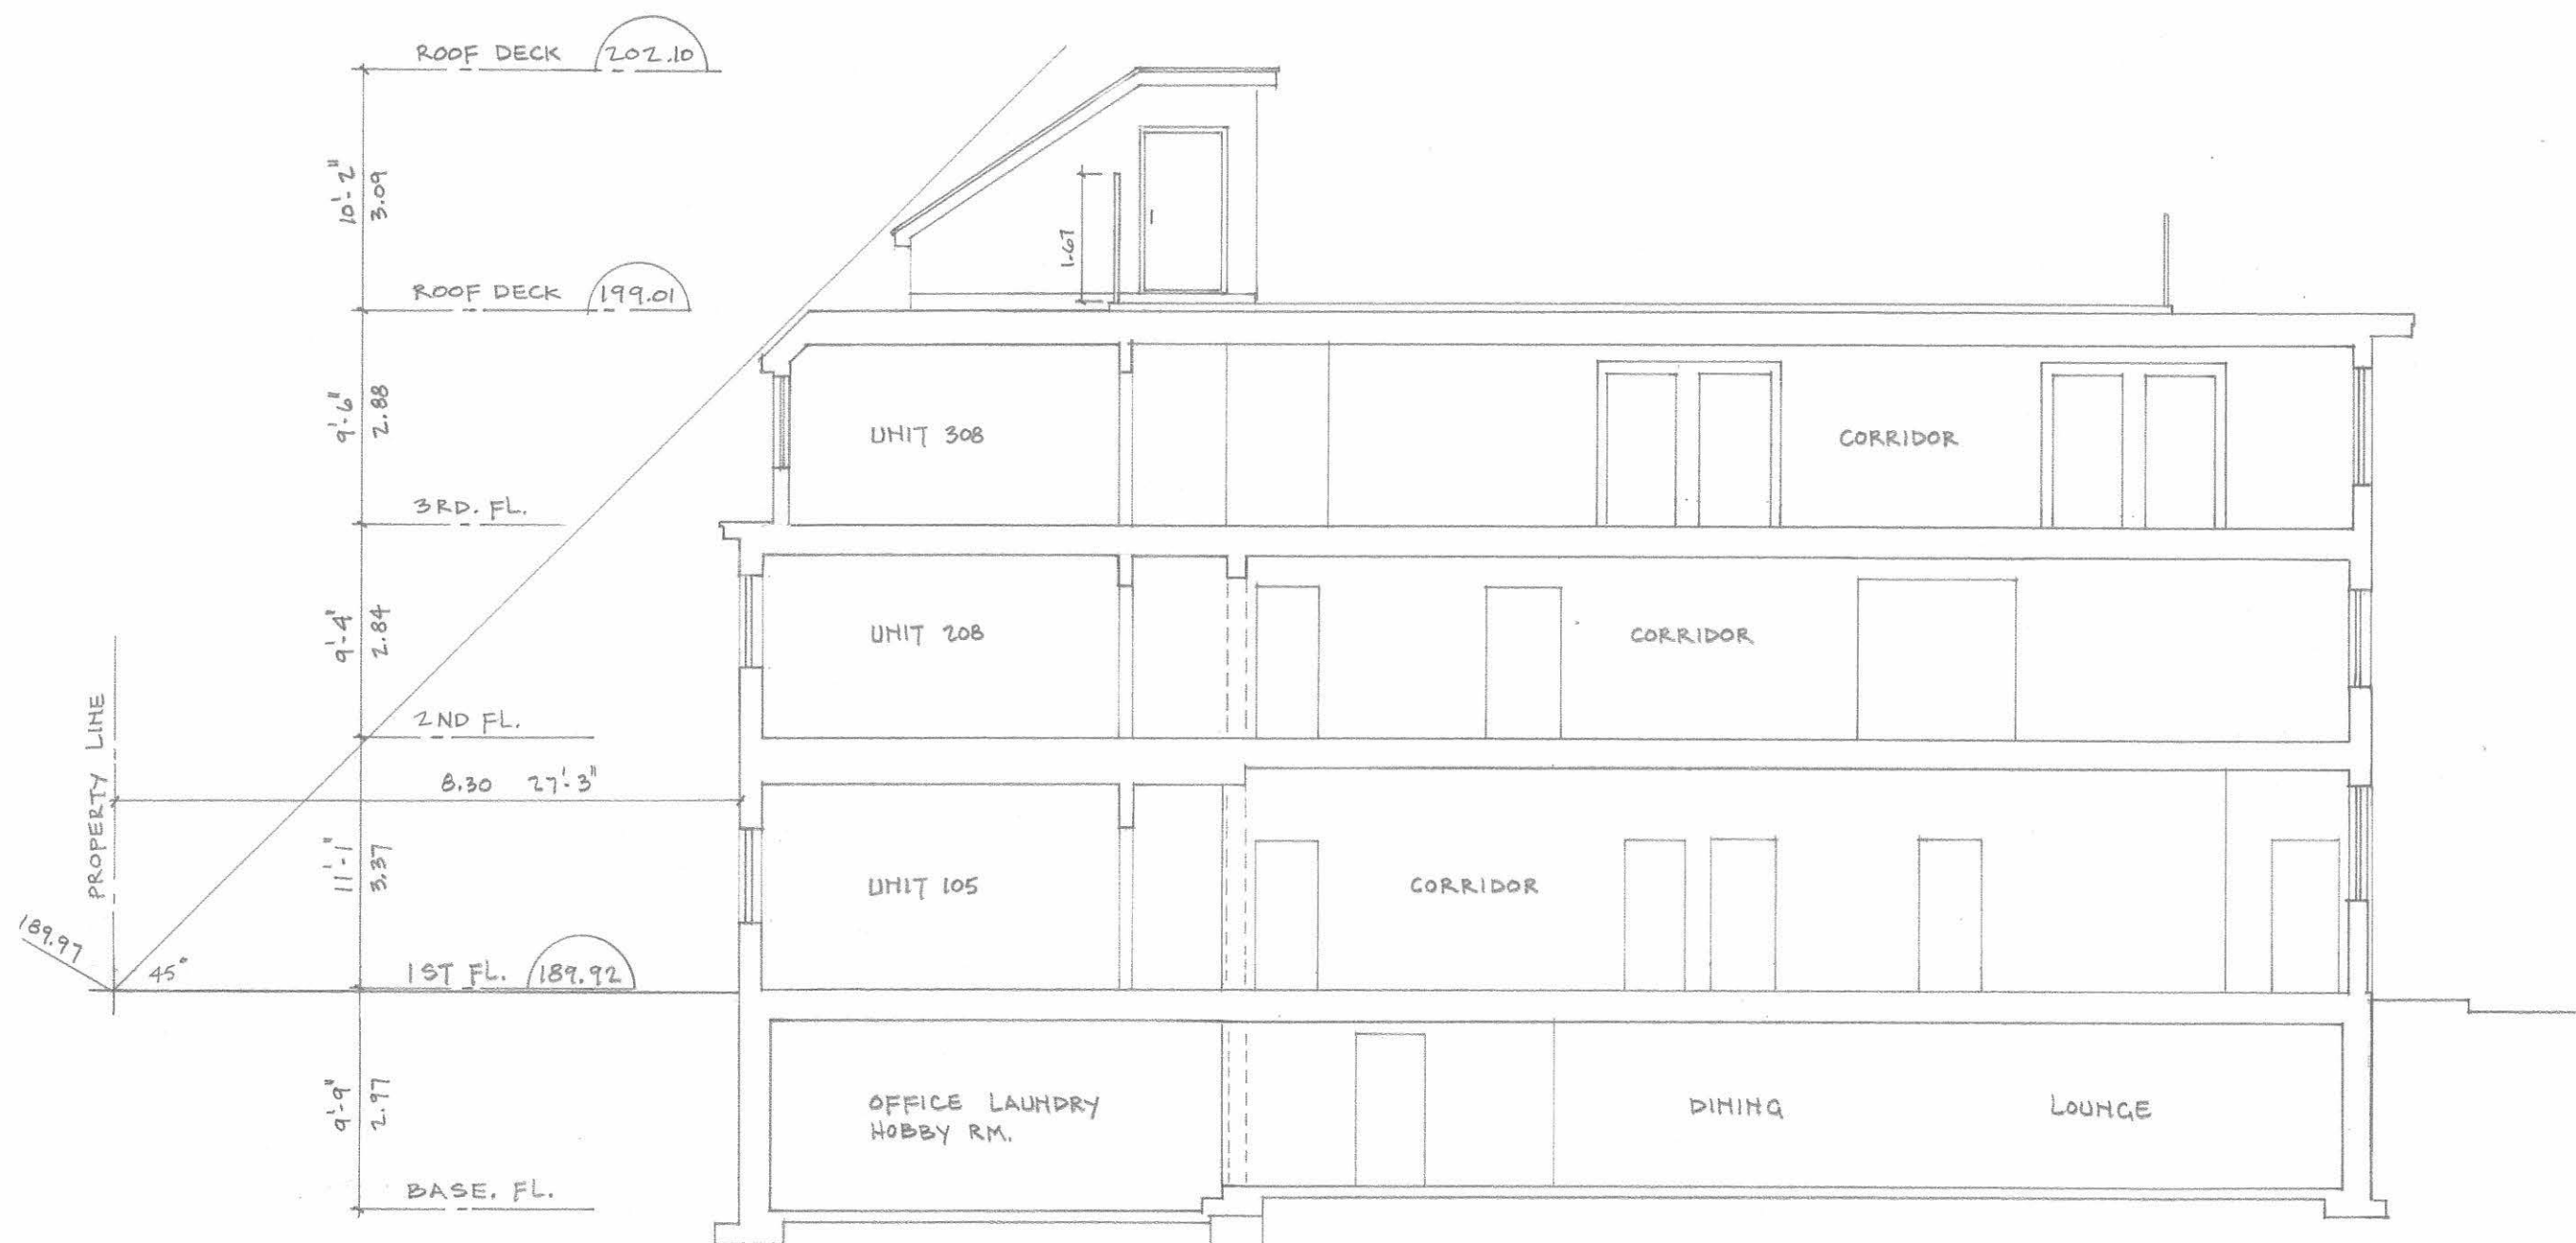 ROOF DECK 202.10
10'-2"
3.09
1.67
ROOF DECK 199.01
9'-6"
2.88
UNIT 308
CORRIDOR
3RD. FL.
9'-4"
2.84
UNIT 208
CORRIDOR
2ND FL.
PROPERTY LINE
8.30 27'-3"
11'-1"
3.37
UNIT 105
CORRIDOR
189.97
45°
1ST FL. 189.92
9'-9"
2.97
OFFICE LAUNDRY
HOBBY RM.
DINING
LOUNGE
BASE. FL.